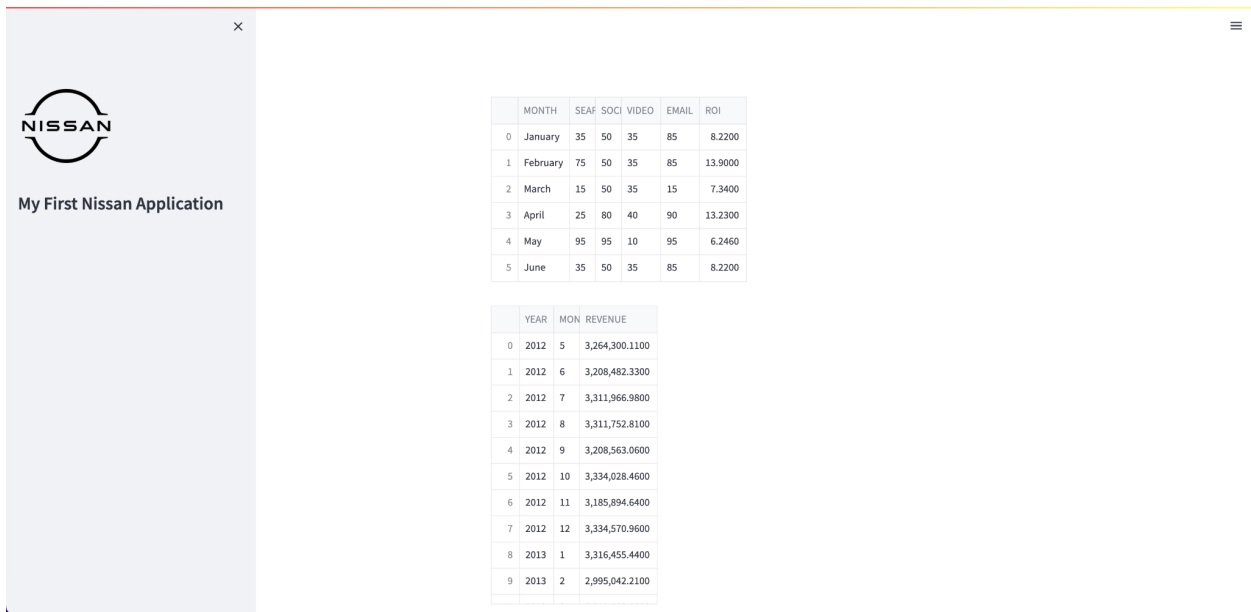 NISSAN
My First Nissan Application
MONTH SEAF SOCI VIDEO EMAIL ROI
0 January 35 50 35 85 8.2200
1 February 75 50 35 85 13.9000
2 March 15 50 35 15 7.3400
3 April 25 80 40 90 13.2300
4 May 95 95 10 95 6.2460
5 June 35 50 35 85 8.2200
YEAR MON REVENUE
0 2012 5 3,264,300.1100
1 2012 6 3,208,482.3300
2 2012 7 3,311,966.9800
3 2012 8 3,311,752.8100
4 2012 9 3,208,563.0600
5 2012 10 3,334,028.4600
6 2012 11 3,185,894.6400
7 2012 12 3,334,570.9600
8 2013 1 3,316,455.4400
9 2013 2 2,995,042.2100